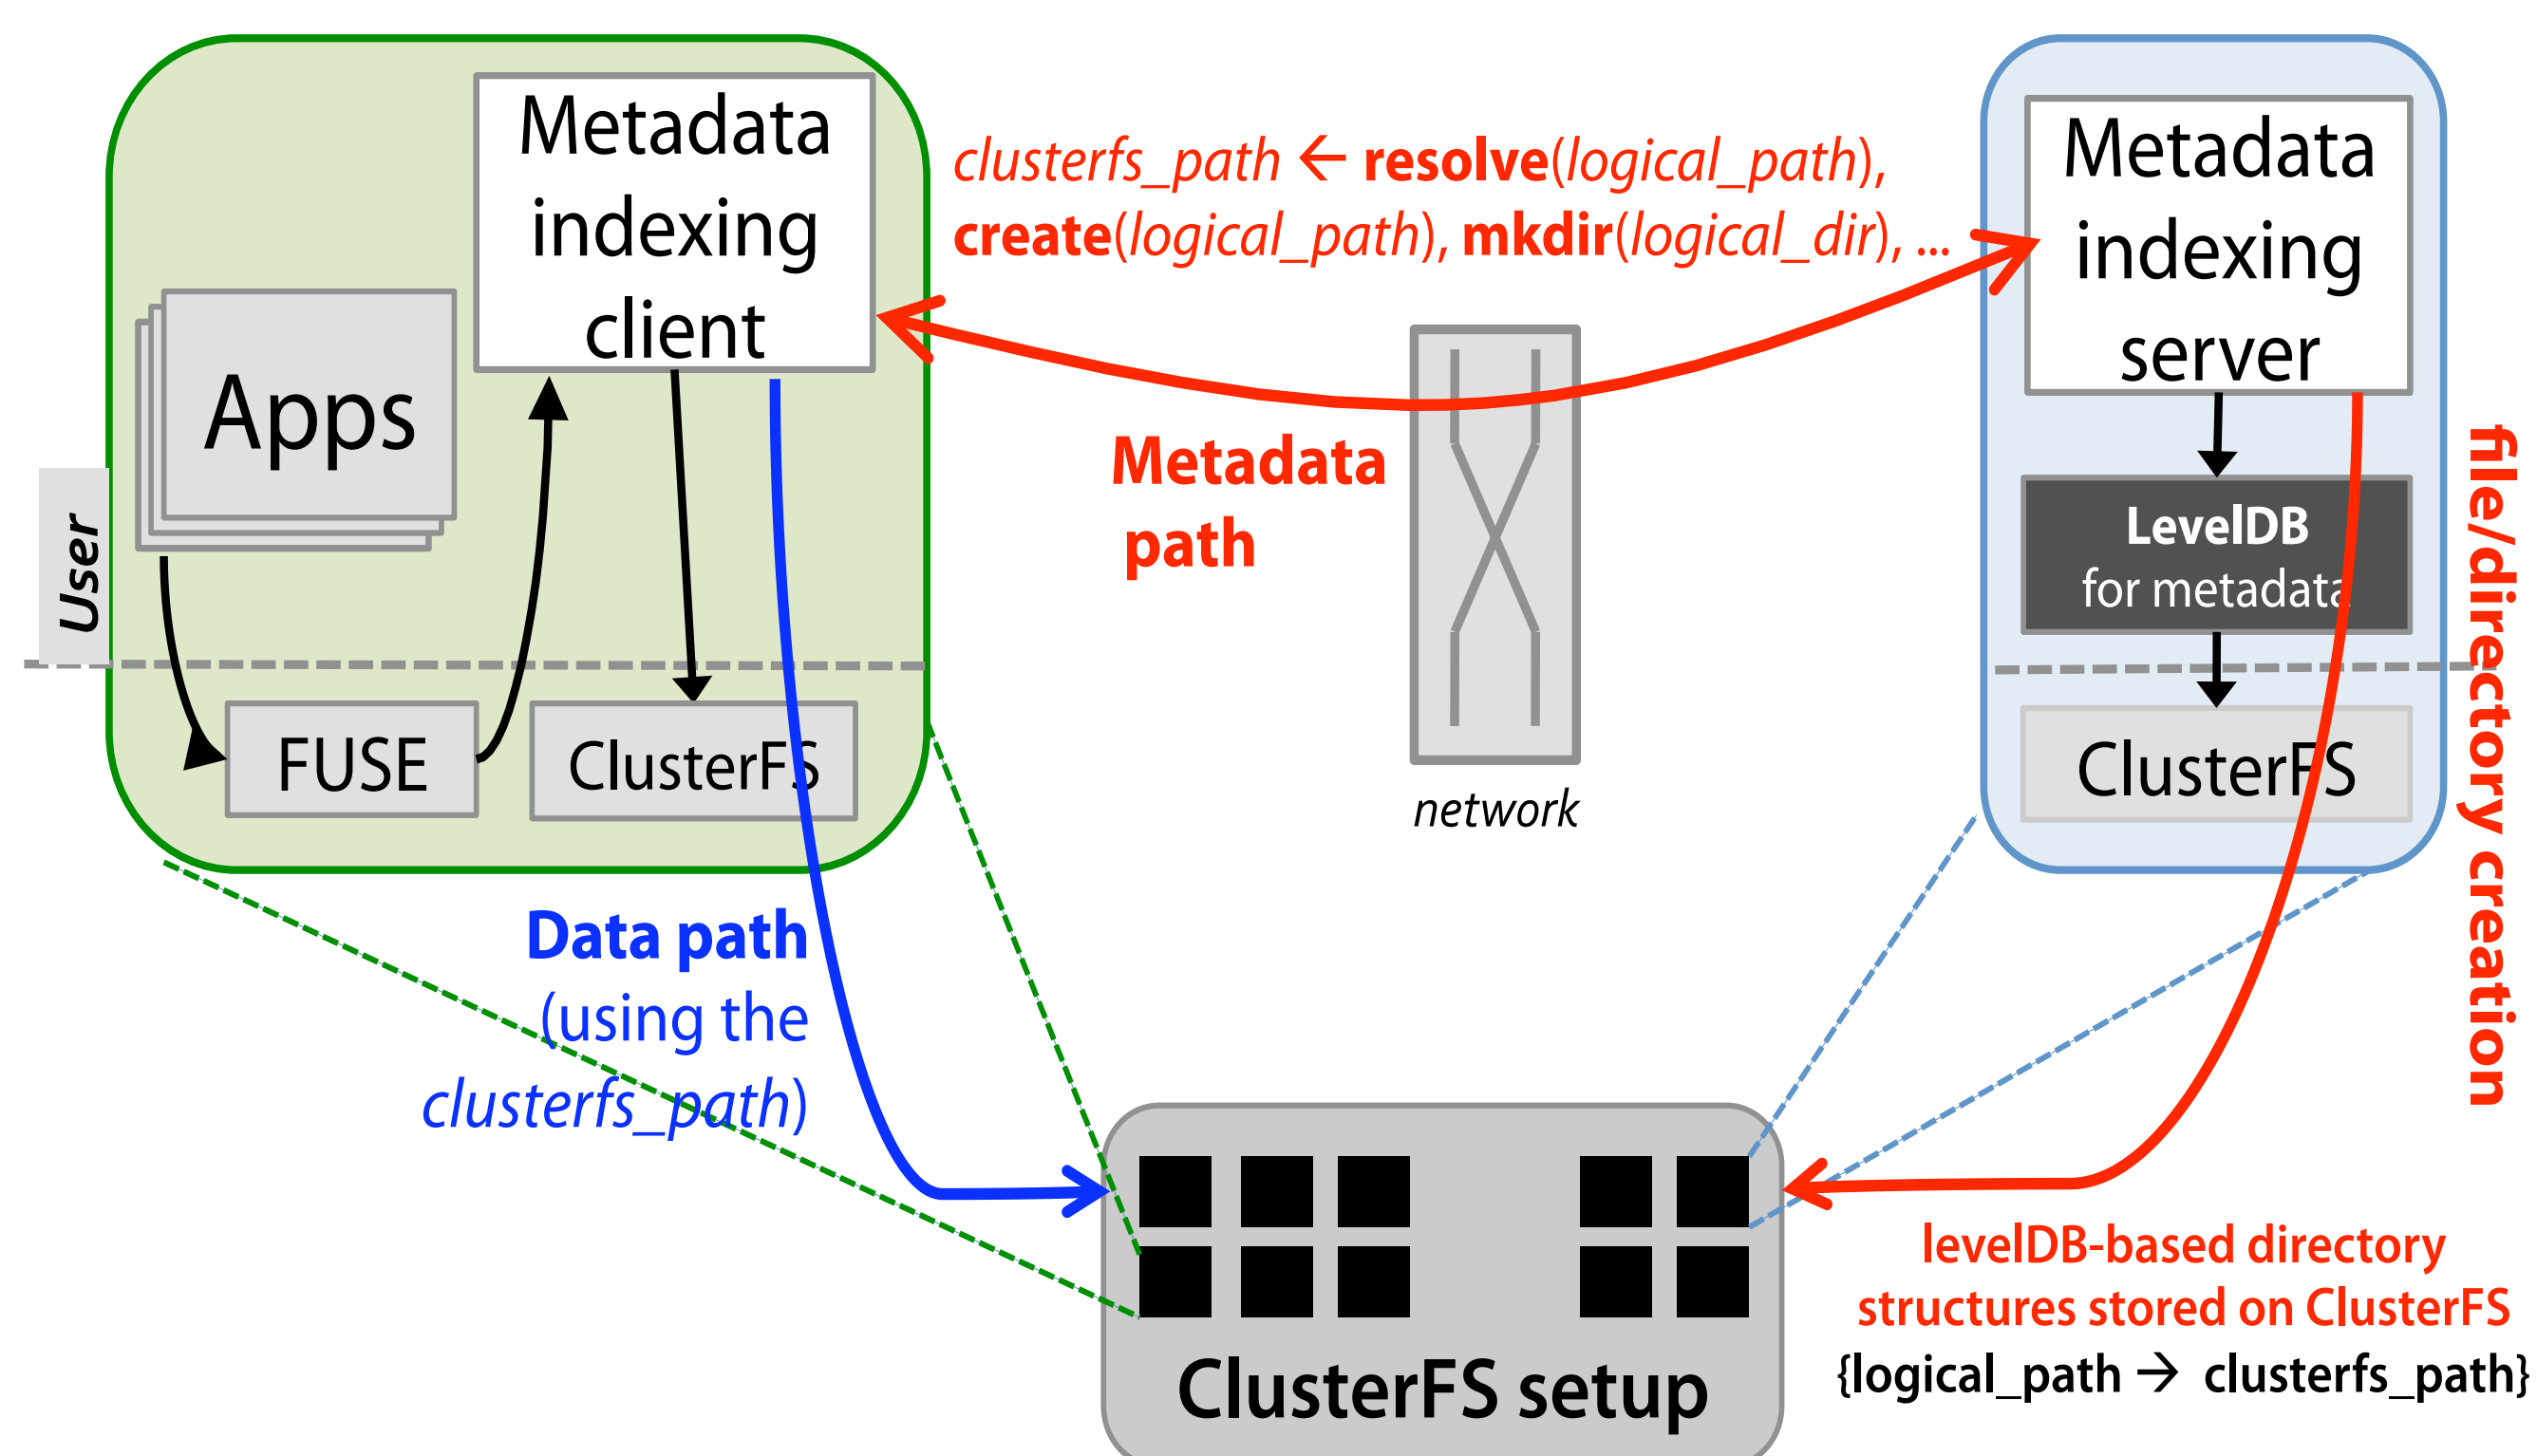 Metadata
indexing
client
Apps
User
FUSE
ClusterFS
clusterfs_path ← resolve(logical_path),
create(logical_path), mkdir(logical_dir), ...
Metadata
path
network
Metadata
indexing
server
LevelDB
for metadata
ClusterFS
file/directory creation
Data path
(using the
clusterfs_path)
ClusterFS setup
levelDB-based directory
structures stored on ClusterFS
{logical_path → clusterfs_path}